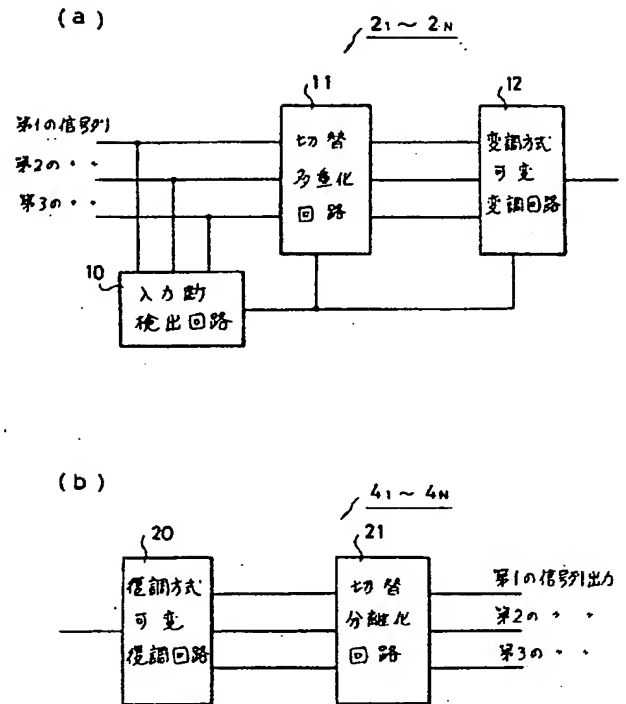 (a)
2₁〜2ɴ
11
12
第1の信号列
第2の 〃 〃
第3の 〃 〃
切替
多重化
回路
変調方式
可変
変調回路
10
入力断
検出回路
(b)
4₁〜4ɴ
20
21
復調方式
可変
復調回路
切替
分離化
回路
第1の信号列出力
第2の 〃 〃
第3の 〃 〃